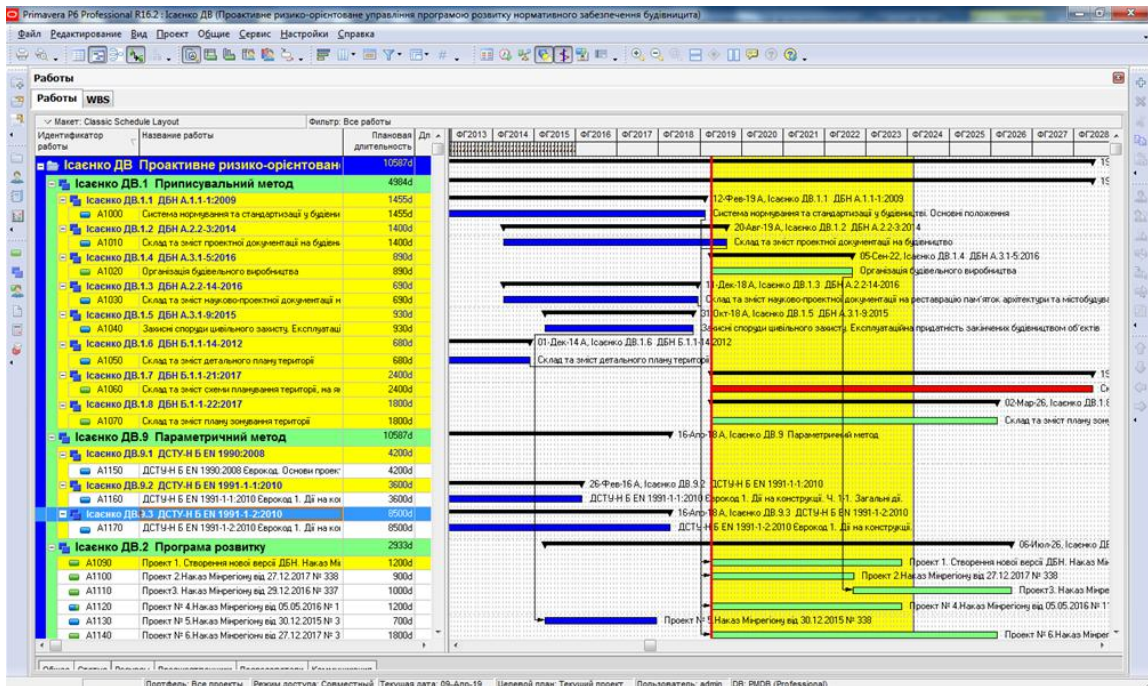 Primavera P6 Professional R16.2 : Ісаєнко ДВ (Проактивне ризико-орієнтоване управління програмою розвитку нормативного забезпечення будівницита)
Файл Редактирование Вид Проект Общие Сервис Настройки Справка
Работы
Работы WBS
Макет: Classic Schedule Layout Фильтр: Все работы
Идентификатор работы Название работы Плановая длительность Дл
ФГ2013 ФГ2014 ФГ2015 ФГ2016 ФГ2017 ФГ2018 ФГ2019 ФГ2020 ФГ2021 ФГ2022 ФГ2023 ФГ2024 ФГ2025 ФГ2026 ФГ2027 ФГ2028
Ісаєнко ДВ Проактивне ризико-орієнтован 10587d
Ісаєнко ДВ.1 Приписувальний метод 4984d
Ісаєнко ДВ.1.1 ДБН А.1.1-1:2009 1455d 12-Фев-19 А, Ісаєнко ДВ.1.1 ДБН А.1.1-1:2009
A1000 Система нормування та стандартизації у будівни 1455d Система нормування та стандартизації у будівництві. Основні положення
Ісаєнко ДВ.1.2 ДБН А.2.2-3:2014 1400d 20-Авг-19 А, Ісаєнко ДВ.1.2 ДБН А.2.2-3:2014
A1010 Склад та зміст проектної документації на будівн 1400d Склад та зміст проектної документації на будівництво
Ісаєнко ДВ.1.4 ДБН А.3.1-5:2016 890d 05-Сен-22, Ісаєнко ДВ.1.4 ДБН А.3.1-5:2016
A1020 Організація будівельного виробництва 890d Організація будівельного виробництва
Ісаєнко ДВ.1.3 ДБН А.2.2-14-2016 690d 11-Дек-18 А, Ісаєнко ДВ.1.3 ДБН А.2.2-14-2016
A1030 Склад та зміст науково-проектної документації н 690d Склад та зміст науково-проектної документації на реставрацію пам'яток архітектури та містобудува
Ісаєнко ДВ.1.5 ДБН А.3.1-9:2015 930d 31-Окт-18 А, Ісаєнко ДВ.1.5 ДБН А.3.1-9:2015
A1040 Захисні споруди цивільного захисту. Експлуатаці 930d Захисні споруди цивільного захисту. Експлуатаційна придатність закінчених будівництвом об'єктів
Ісаєнко ДВ.1.6 ДБН Б.1.1-14-2012 680d 01-Дек-14 А, Ісаєнко ДВ.1.6 ДБН Б.1.1-14-2012
A1050 Склад та зміст детального плану території 680d Склад та зміст детального плану території
Ісаєнко ДВ.1.7 ДБН Б.1.1-21:2017 2400d
A1060 Склад та зміст схеми планування території, на як 2400d
Ісаєнко ДВ.1.8 ДБН Б.1-1-22:2017 1800d 02-Мар-26, Ісаєнко ДВ.1.8
A1070 Склад та зміст плану зонування території 1800d Склад та зміст плану зон
Ісаєнко ДВ.9 Параметричний метод 10587d 16-Апр-18 А, Ісаєнко ДВ.9 Параметричний метод
Ісаєнко ДВ.9.1 ДСТУ-Н Б EN 1990:2008 4200d
A1150 ДСТУ-Н Б EN 1990:2008 Єврокод. Основи проек 4200d
Ісаєнко ДВ.9.2 ДСТУ-Н Б EN 1991-1-1:2010 3600d 26-Фев-16 А, Ісаєнко ДВ.9.2 ДСТУ-Н Б EN 1991-1-1:2010
A1160 ДСТУ-Н Б EN 1991-1-1:2010 Єврокод 1. Дії на ко 3600d ДСТУ-Н Б EN 1991-1-1:2010 Єврокод 1. Дії на конструкції. Ч. 1-1. Загальні дії.
Ісаєнко ДВ.9.3 ДСТУ-Н Б EN 1991-1-2:2010 8500d 16-Апр-18 А, Ісаєнко ДВ.9.3 ДСТУ-Н Б EN 1991-1-2:2010
A1170 ДСТУ-Н Б EN 1991-1-2:2010 Єврокод 1. Дії на ко 8500d ДСТУ-Н Б EN 1991-1-2:2010 Єврокод 1. Дії на конструкції.
Ісаєнко ДВ.2 Програма розвитку 2933d 06-Июл-26, Ісаєнко ДВ
A1090 Проект 1. Створення нової версії ДБН. Наказ Мі 1200d Проект 1. Створення нової версії ДБН. Наказ Мін
A1100 Проект 2.Наказ Мінрегіону від 27.12.2017 № 338 900d Проект 2.Наказ Мінрегіону від 27.12.2017 № 338
A1110 Проект3. Наказ Мінрегіону від 29.12.2016 № 337 1000d Проект3. Наказ Мінре
A1120 Проект № 4.Наказ Мінрегіону від 05.05.2016 № 1 1200d Проект № 4.Наказ Мінрегіону від 05.05.2016 № 1
A1130 Проект № 5.Наказ Мінрегіону від 30.12.2015 № 3 700d Проект № 5.Наказ Мінрегіону від 30.12.2015 № 338
A1140 Проект № 6.Наказ Мінрегіону від 27.12.2017 № 3 1800d Проект № 6.Наказ Мінрег
Портфель: Все проекты Режим доступа: Совместный Текущая дата: 09-Апр-19 Целевой план: Текущий проект Пользователь: admin DB: PMDB (Professional)